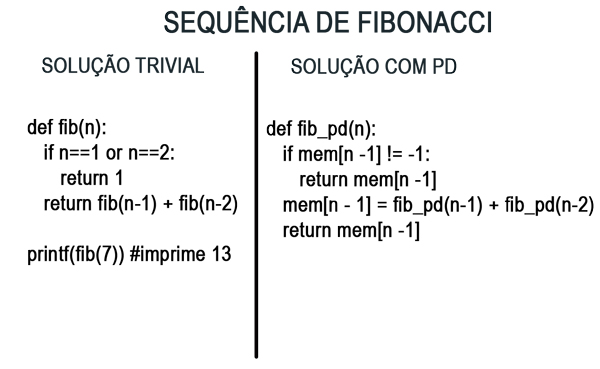 SEQUÊNCIA DE FIBONACCI
SOLUÇÃO TRIVIAL
def fib(n):
if n==1 or n==2:
return 1
return fib(n-1) + fib(n-2)
printf(fib(7)) #imprime 13
SOLUÇÃO COM PD
def fib_pd(n):
if mem[n -1] != -1:
return mem[n -1]
mem[n - 1] = fib_pd(n-1) + fib_pd(n-2)
return mem[n -1]